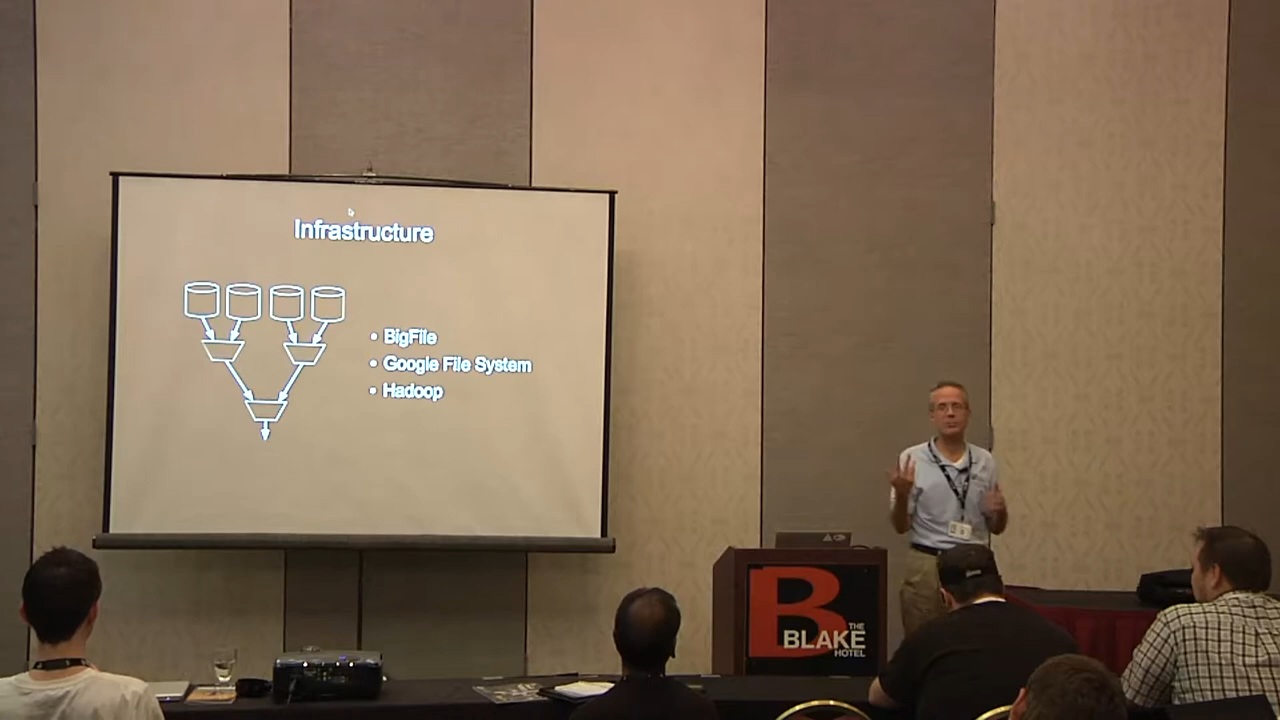 Infrastructure
• BigFile
• Google File System
• Hadoop
B
THE
BLAKE
HOTEL